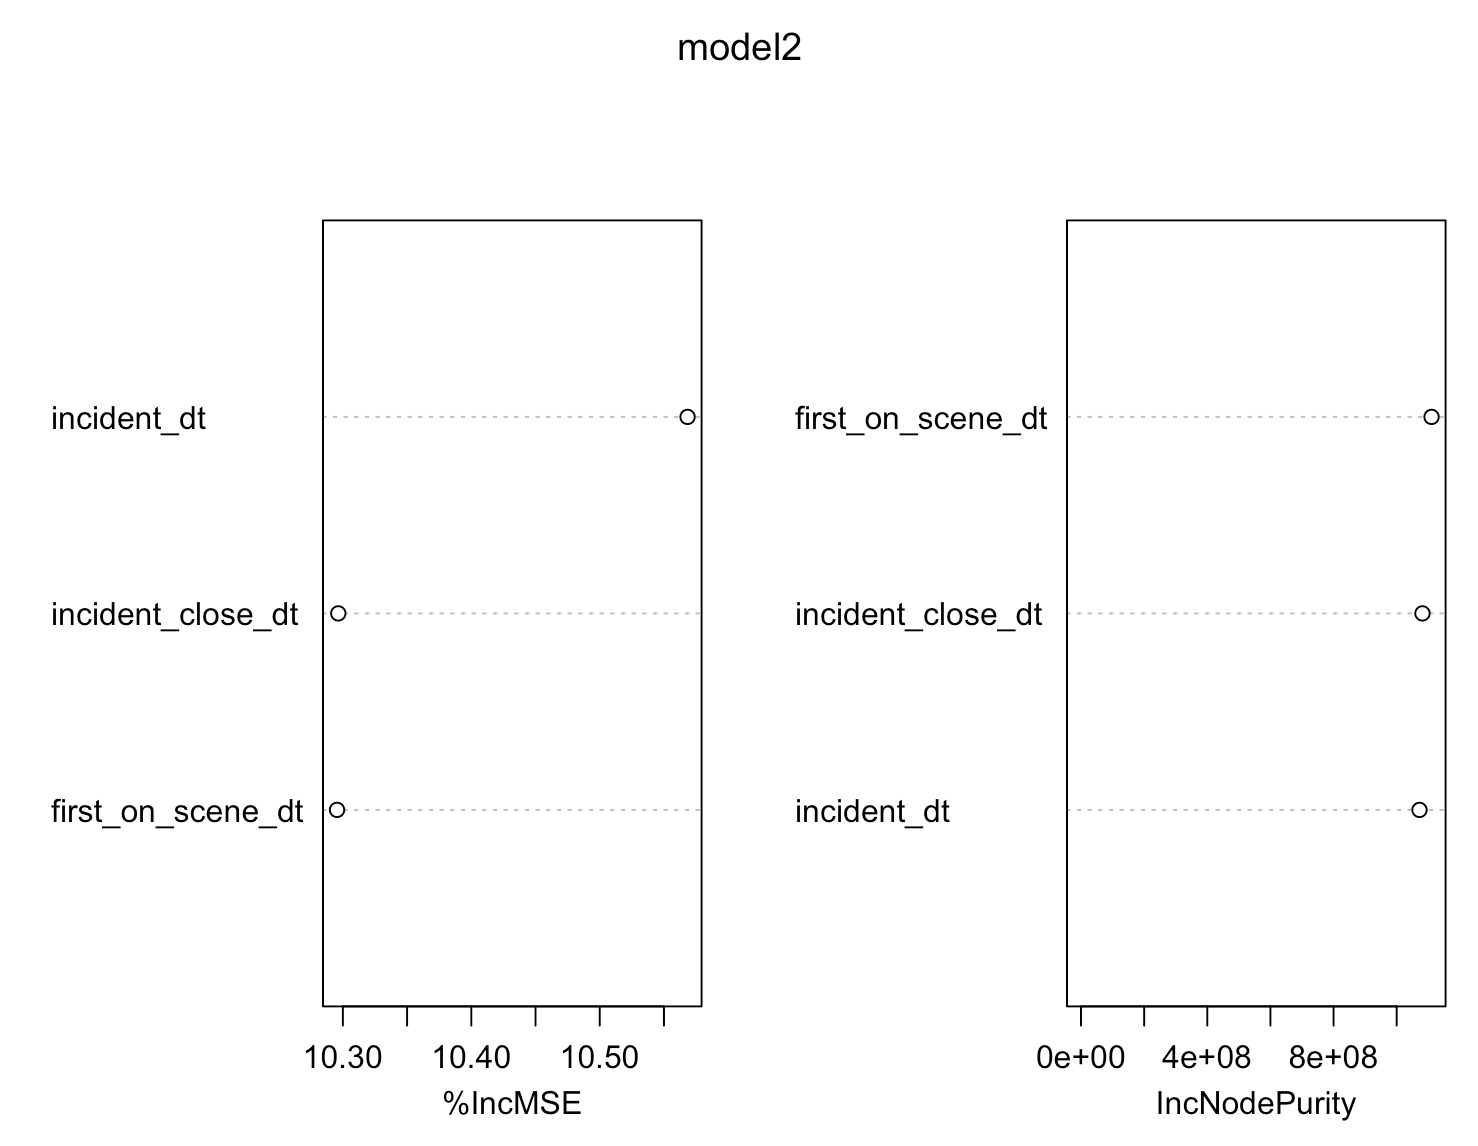 model2
incident_dt
incident_close_dt
first_on_scene_dt
10.30 10.40 10.50
%IncMSE
first_on_scene_dt
incident_close_dt
incident_dt
0e+00 4e+08 8e+08
IncNodePurity